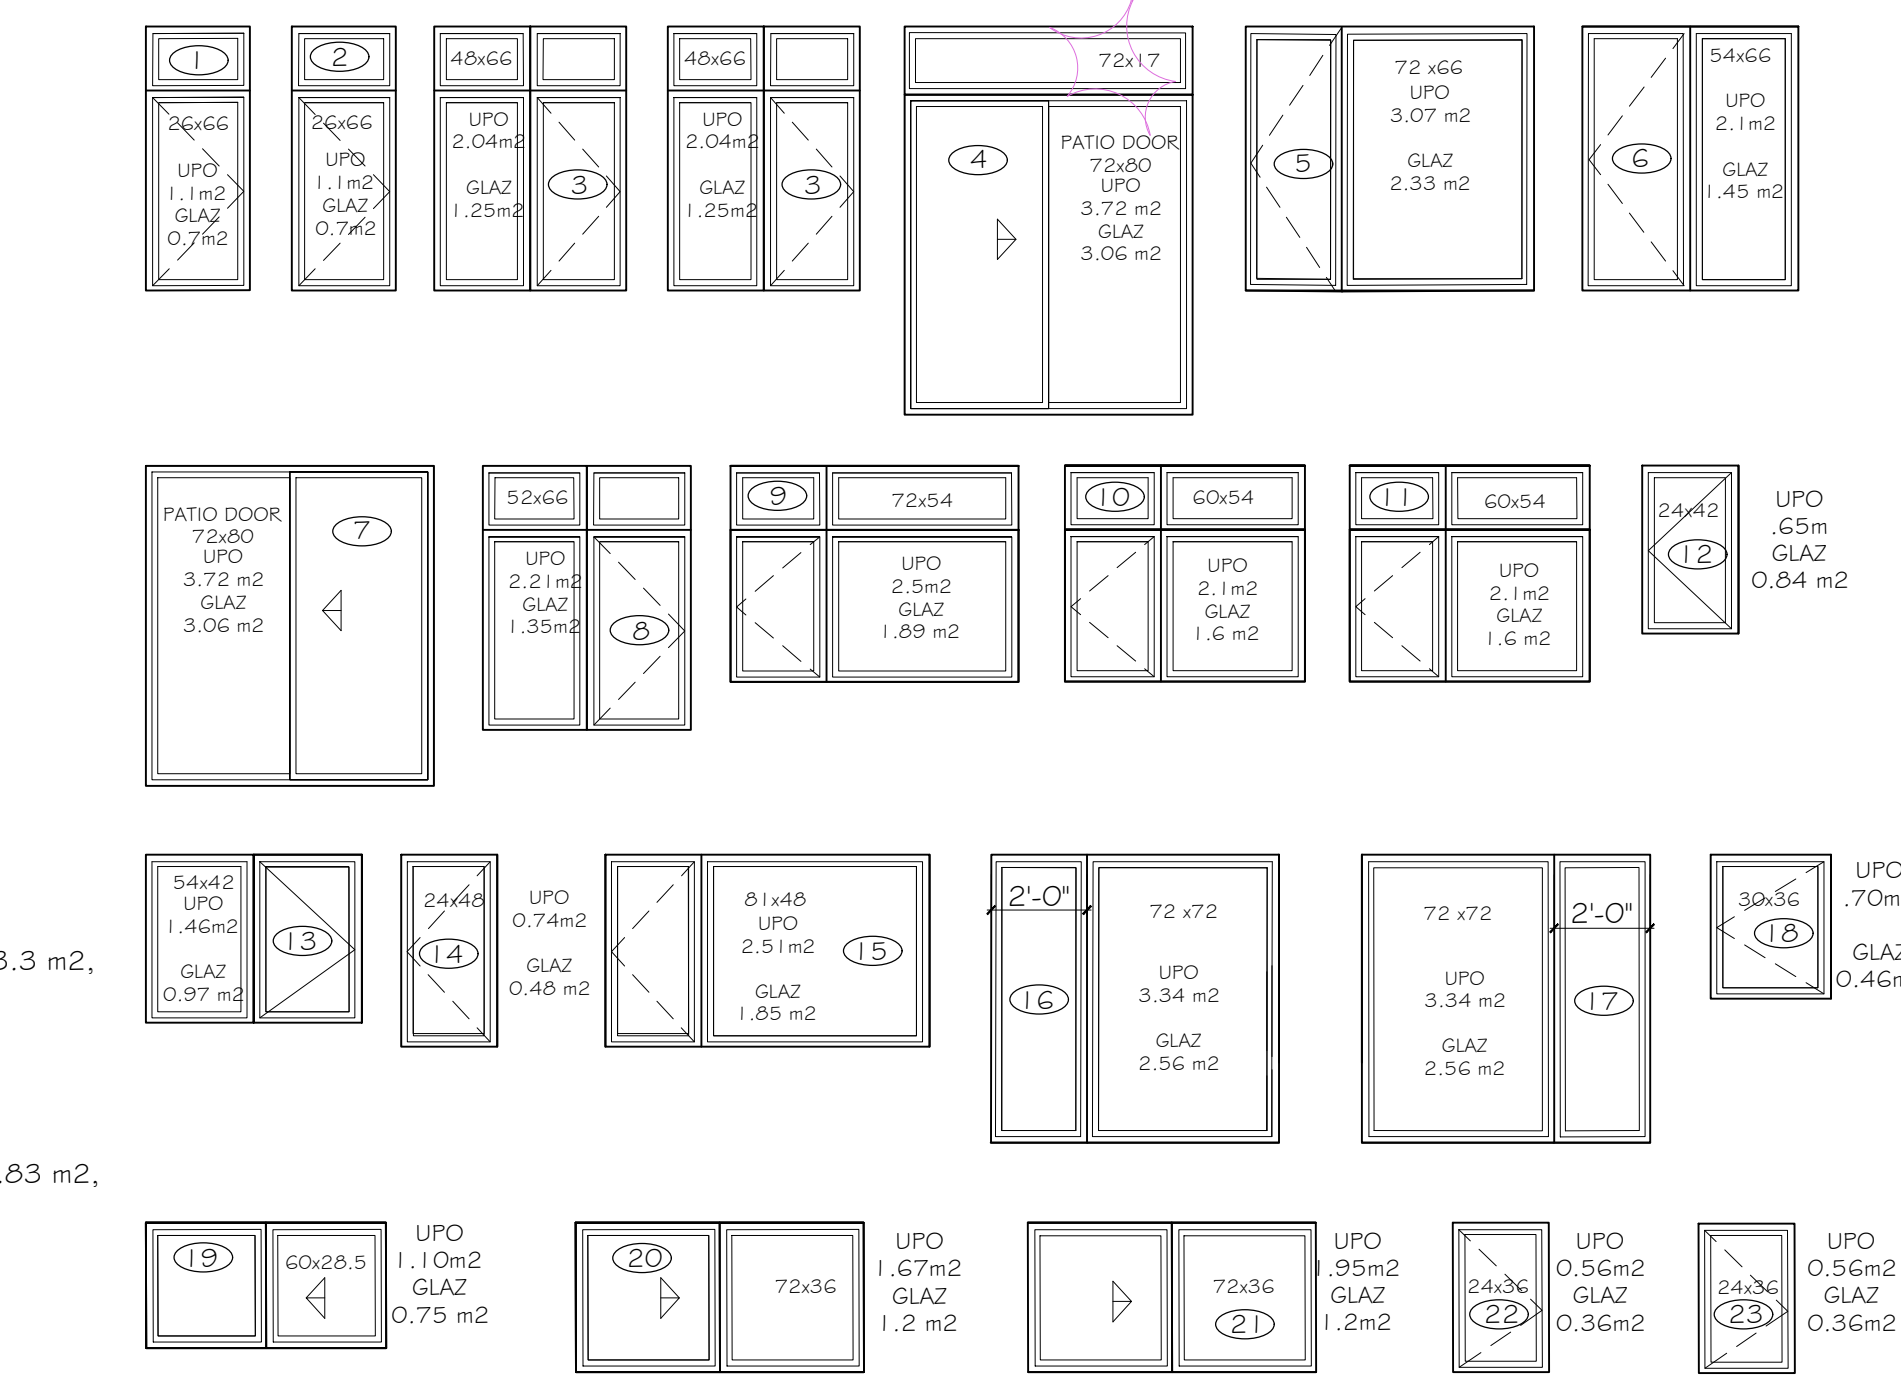 1
26x66
UPO
1.1m2
GLAZ
0.7m2
2
26x66
UPO
1.1m2
GLAZ
0.7m2
48x66
UPO
2.04m2
GLAZ
1.25m2
3
48x66
UPO
2.04m2
GLAZ
1.25m2
3
72x17
4
PATIO DOOR
72x80
UPO
3.72 m2
GLAZ
3.06 m2
5
72 x66
UPO
3.07 m2
GLAZ
2.33 m2
6
54x66
UPO
2.1m2
GLAZ
1.45 m2
PATIO DOOR
72x80
UPO
3.72 m2
GLAZ
3.06 m2
7
52x66
UPO
2.21m2
GLAZ
1.35m2
8
9
72x54
UPO
2.5m2
GLAZ
1.89 m2
10
60x54
UPO
2.1m2
GLAZ
1.6 m2
11
60x54
UPO
2.1m2
GLAZ
1.6 m2
24x42
12
UPO
.65m
GLAZ
0.84 m2
3.3 m2,
54x42
UPO
1.46m2
GLAZ
0.97 m2
13
24x48
14
UPO
0.74m2
GLAZ
0.48 m2
81x48
UPO
2.51m2
GLAZ
1.85 m2
15
2'-0"
16
72 x72
UPO
3.34 m2
GLAZ
2.56 m2
72 x72
UPO
3.34 m2
GLAZ
2.56 m2
2'-0"
17
30x36
18
UPO
.70m
GLAZ
0.46m
.83 m2,
19
60x28.5
UPO
1.10m2
GLAZ
0.75 m2
20
72x36
UPO
1.67m2
GLAZ
1.2 m2
72x36
21
UPO
1.95m2
GLAZ
1.2m2
24x36
22
UPO
0.56m2
GLAZ
0.36m2
24x36
23
UPO
0.56m2
GLAZ
0.36m2